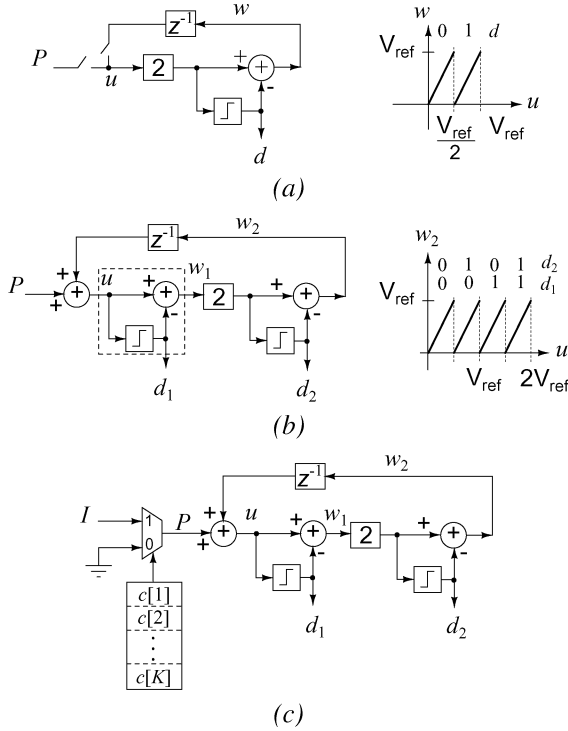 w
z⁻¹
P
u
2
+
+
-
d
w
0 1 d
V_ref
u
V_ref
2
V_ref
(a)
w₂
z⁻¹
P
+
+
+
u
+
+
-
w₁
2
+
+
-
d₁
d₂
w₂
0 1 0 1 d₂
0 0 1 1 d₁
V_ref
u
V_ref
2V_ref
(b)
w₂
z⁻¹
I
1
0
P
+
+
+
u
+
+
-
w₁
2
+
+
-
c[1]
c[2]
⋮
c[K]
d₁
d₂
(c)